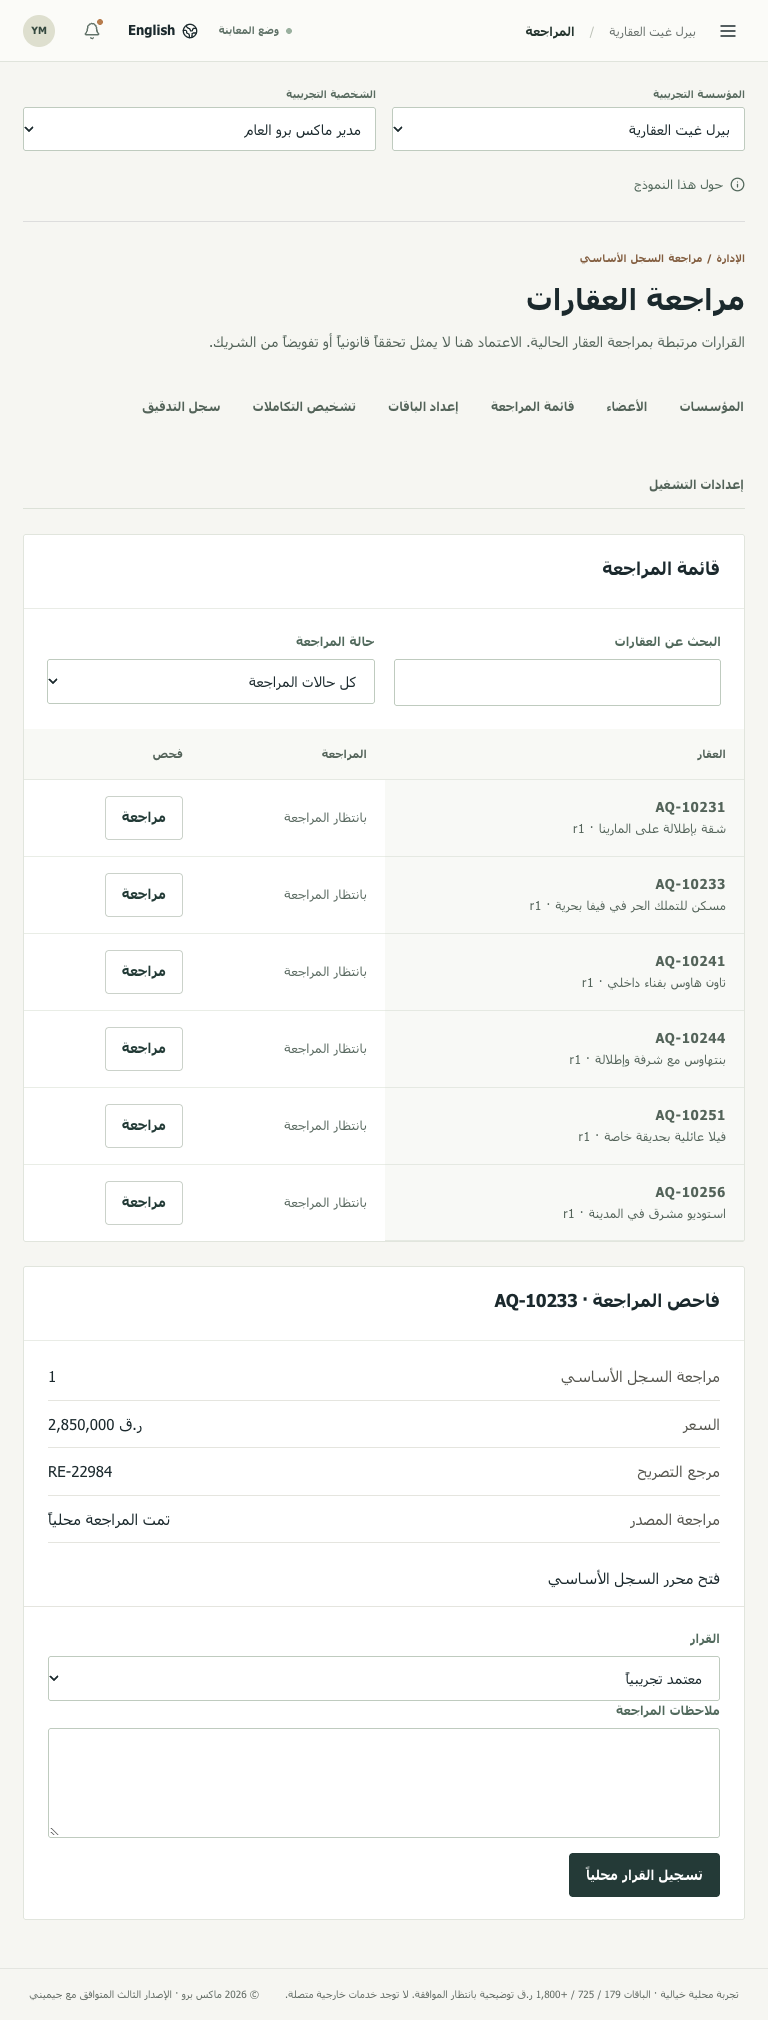 بيرل غيت العقارية / المراجعة
وضع المعاينة
English
YM
المؤسسة التجريبية
بيرل غيت العقارية
الشخصية التجريبية
مدير ماكس برو العام
حول هذا النموذج
الإدارة / مراجعة السجل الأساسي
مراجعة العقارات
القرارات مرتبطة بمراجعة العقار الحالية. الاعتماد هنا لا يمثل تحققاً قانونياً أو تفويضاً من الشريك.
المؤسسات الأعضاء قائمة المراجعة إعداد الباقات تشخيص التكاملات سجل التدقيق
إعدادات التشغيل
قائمة المراجعة
البحث عن العقارات
حالة المراجعة
كل حالات المراجعة
العقار المراجعة فحص
AQ-10231
شقة بإطلالة على المارينا · r1
بانتظار المراجعة
مراجعة
AQ-10233
مسكن للتملك الحر في فيفا بحرية · r1
بانتظار المراجعة
مراجعة
AQ-10241
تاون هاوس بفناء داخلي · r1
بانتظار المراجعة
مراجعة
AQ-10244
بنتهاوس مع شرفة وإطلالة · r1
بانتظار المراجعة
مراجعة
AQ-10251
فيلا عائلية بحديقة خاصة · r1
بانتظار المراجعة
مراجعة
AQ-10256
استوديو مشرق في المدينة · r1
بانتظار المراجعة
مراجعة
فاحص المراجعة · AQ-10233
مراجعة السجل الأساسي 1
السعر 2,850,000 ر.ق
مرجع التصريح RE-22984
مراجعة المصدر تمت المراجعة محلياً
فتح محرر السجل الأساسي
القرار
معتمد تجريبياً
ملاحظات المراجعة
تسجيل القرار محلياً
تجربة محلية خيالية · الباقات 179 / 725 / +1,800 ر.ق توضيحية بانتظار الموافقة. لا توجد خدمات خارجية متصلة.
© 2026 ماكس برو · الإصدار الثالث المتوافق مع جيميني